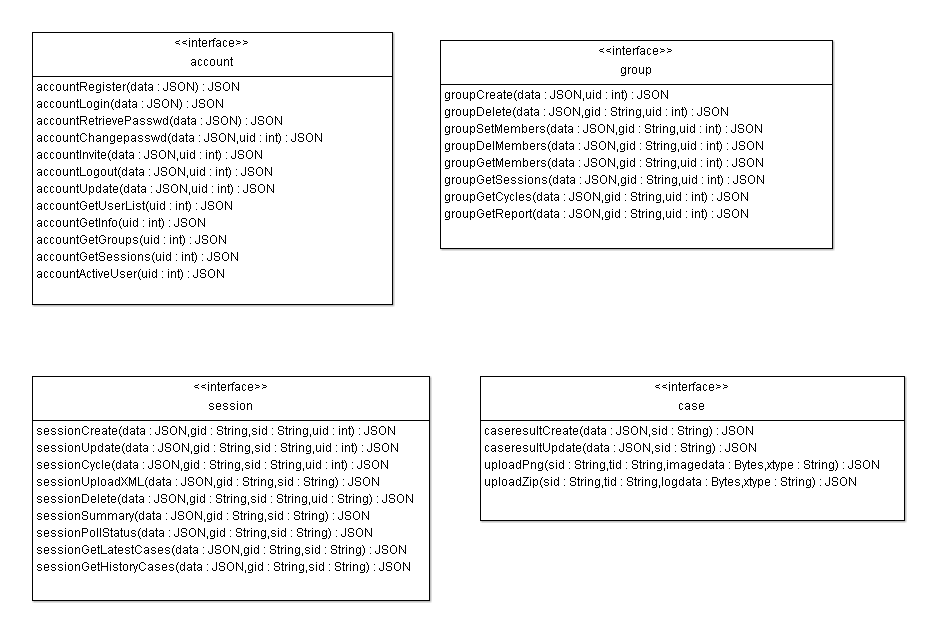 <<interface>>
account
accountRegister(data : JSON) : JSON
accountLogin(data : JSON) : JSON
accountRetrievePasswd(data : JSON) : JSON
accountChangepasswd(data : JSON,uid : int) : JSON
accountInvite(data : JSON,uid : int) : JSON
accountLogout(data : JSON,uid : int) : JSON
accountUpdate(data : JSON,uid : int) : JSON
accountGetUserList(uid : int) : JSON
accountGetInfo(uid : int) : JSON
accountGetGroups(uid : int) : JSON
accountGetSessions(uid : int) : JSON
accountActiveUser(uid : int) : JSON
<<interface>>
group
groupCreate(data : JSON,uid : int) : JSON
groupDelete(data : JSON,gid : String,uid : int) : JSON
groupSetMembers(data : JSON,gid : String,uid : int) : JSON
groupDelMembers(data : JSON,gid : String,uid : int) : JSON
groupGetMembers(data : JSON,gid : String,uid : int) : JSON
groupGetSessions(data : JSON,gid : String,uid : int) : JSON
groupGetCycles(data : JSON,gid : String,uid : int) : JSON
groupGetReport(data : JSON,gid : String,uid : int) : JSON
<<interface>>
session
sessionCreate(data : JSON,gid : String,sid : String,uid : int) : JSON
sessionUpdate(data : JSON,gid : String,sid : String,uid : int) : JSON
sessionCycle(data : JSON,gid : String,sid : String,uid : int) : JSON
sessionUploadXML(data : JSON,gid : String,sid : String) : JSON
sessionDelete(data : JSON,gid : String,sid : String,uid : String) : JSON
sessionSummary(data : JSON,gid : String,sid : String) : JSON
sessionPollStatus(data : JSON,gid : String,sid : String) : JSON
sessionGetLatestCases(data : JSON,gid : String,sid : String) : JSON
sessionGetHistoryCases(data : JSON,gid : String,sid : String) : JSON
<<interface>>
case
caseresultCreate(data : JSON,sid : String) : JSON
caseresultUpdate(data : JSON,sid : String) : JSON
uploadPng(sid : String,tid : String,imagedata : Bytes,xtype : String) : JSON
uploadZip(sid : String,tid : String,logdata : Bytes,xtype : String) : JSON